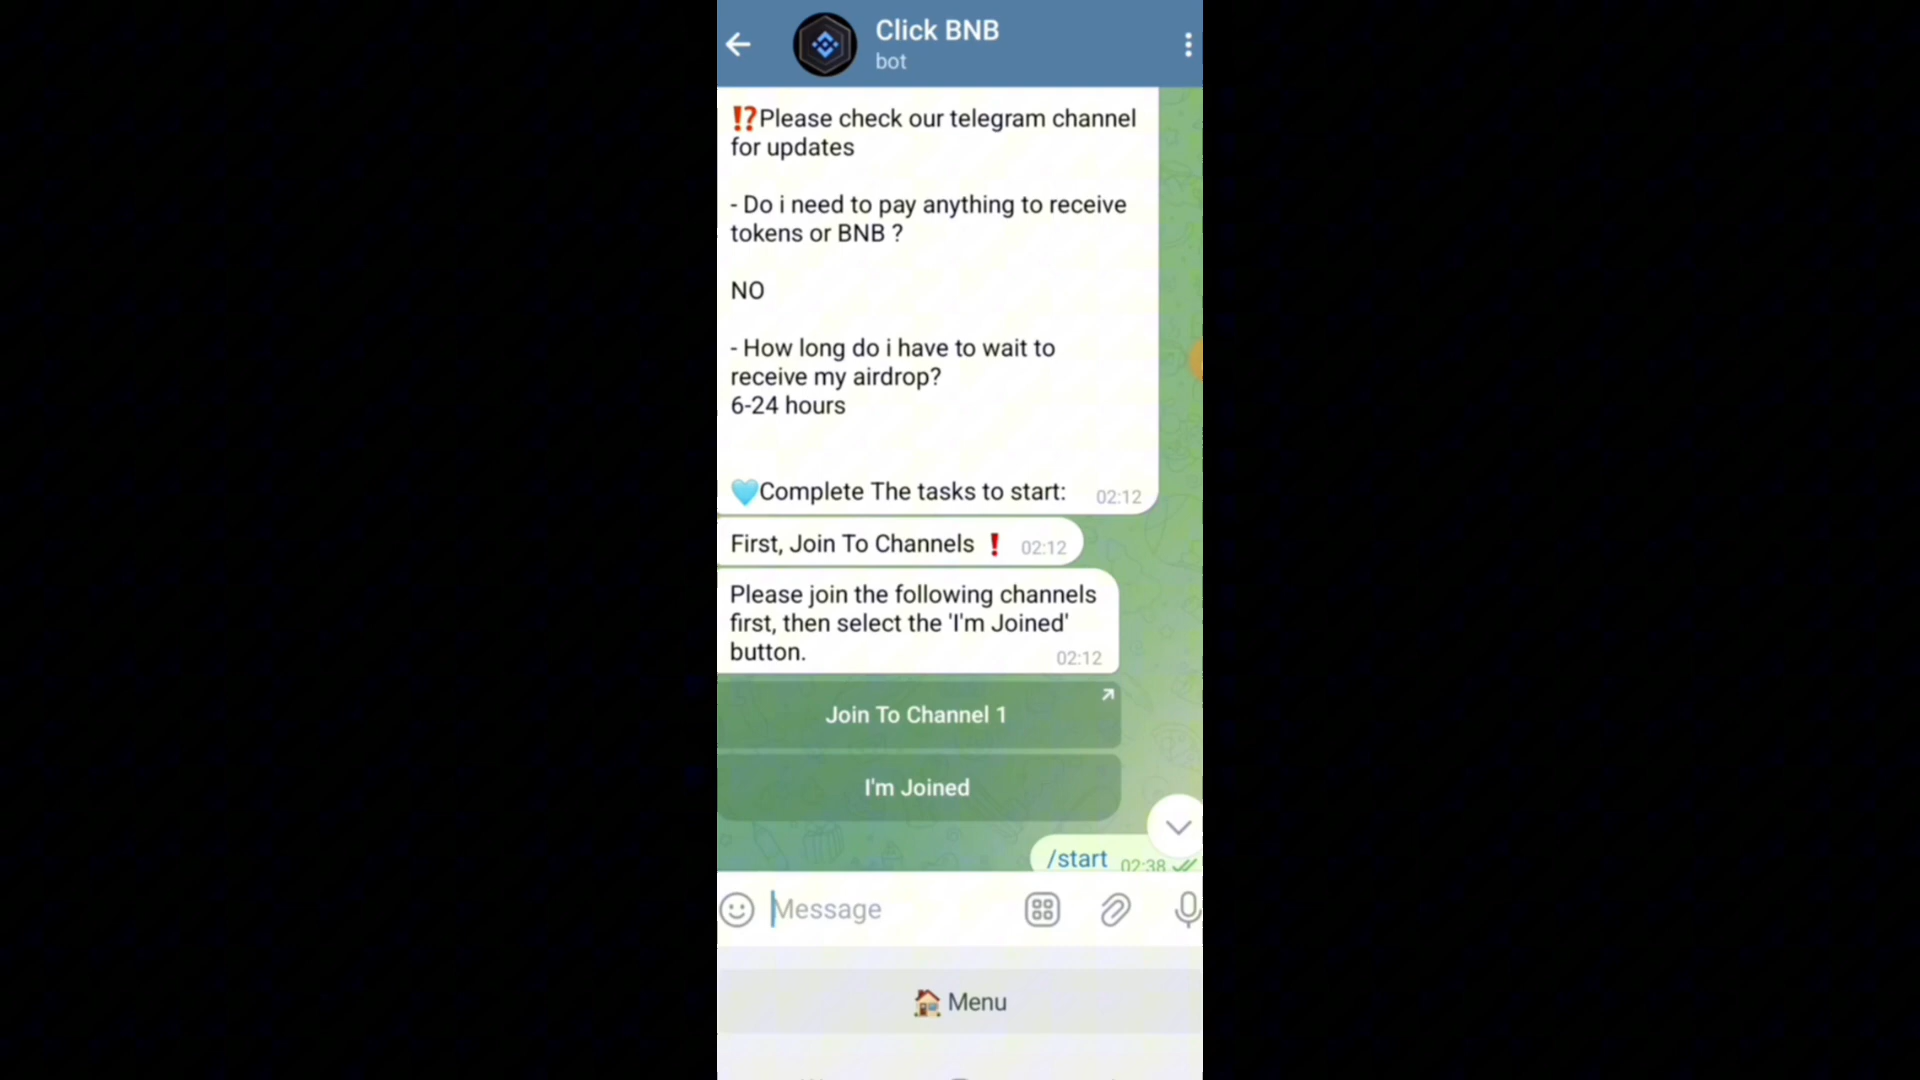 Click BNB
bot
⁉️Please check our telegram channel
for updates
- Do i need to pay anything to receive
tokens or BNB ?
NO
- How long do i have to wait to
receive my airdrop?
6-24 hours
🩵Complete The tasks to start: 02:12
First, Join To Channels ❗ 02:12
Please join the following channels
first, then select the 'I'm Joined'
button. 02:12
Join To Channel 1
I'm Joined
/start 02:38
Message
🏠 Menu